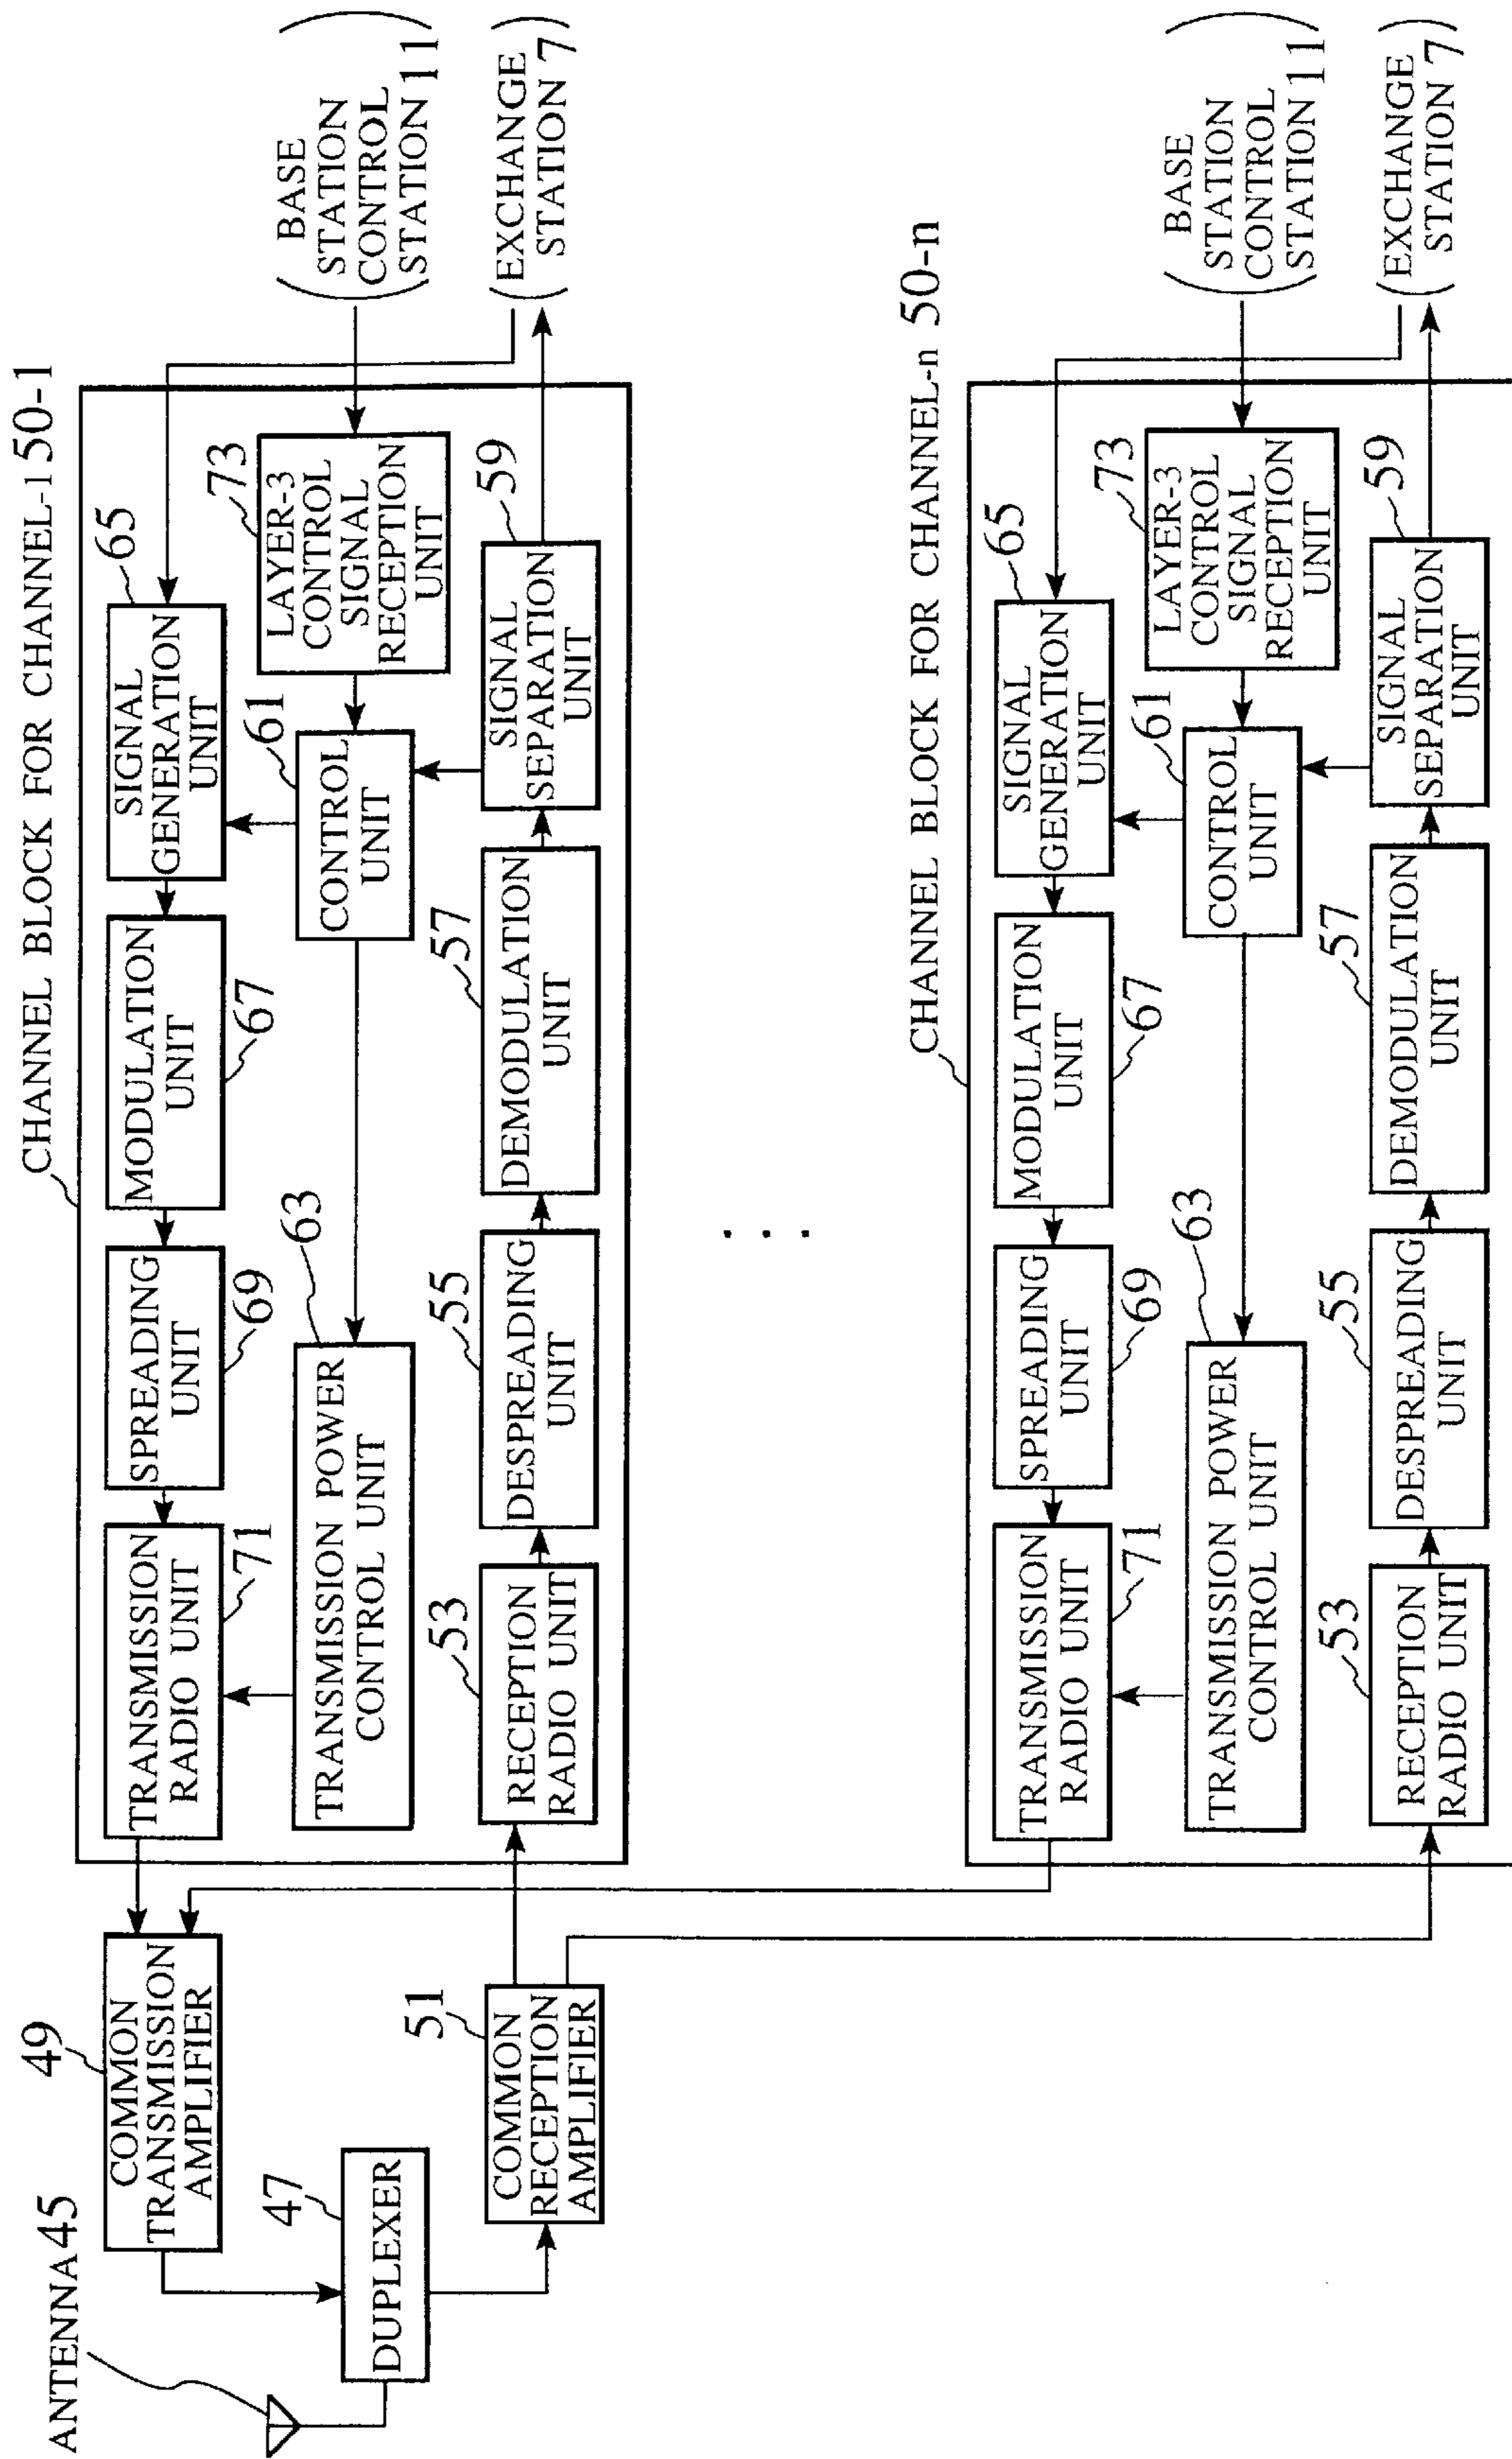 ANTENNA 45
DUPLEXER
47
COMMON
TRANSMISSION
AMPLIFIER
49
COMMON
RECEPTION
AMPLIFIER
51
CHANNEL BLOCK FOR CHANNEL-1 50-1
TRANSMISSION
RADIO UNIT
71
SPREADING
UNIT
69
MODULATION
UNIT
67
SIGNAL
GENERATION
UNIT
65
TRANSMISSION POWER
CONTROL UNIT
63
CONTROL
UNIT
61
LAYER-3
CONTROL
SIGNAL
RECEPTION
UNIT
73
RECEPTION
RADIO UNIT
53
DESPREADING
UNIT
55
DEMODULATION
UNIT
57
SIGNAL
SEPARATION
UNIT
59
(BASE
STATION
CONTROL
STATION 11)
(EXCHANGE
STATION 7)
. . .
CHANNEL BLOCK FOR CHANNEL-n 50-n
TRANSMISSION
RADIO UNIT
71
SPREADING
UNIT
69
MODULATION
UNIT
67
SIGNAL
GENERATION
UNIT
65
TRANSMISSION POWER
CONTROL UNIT
63
CONTROL
UNIT
61
LAYER-3
CONTROL
SIGNAL
RECEPTION
UNIT
73
RECEPTION
RADIO UNIT
53
DESPREADING
UNIT
55
DEMODULATION
UNIT
57
SIGNAL
SEPARATION
UNIT
59
(BASE
STATION
CONTROL
STATION 11)
(EXCHANGE
STATION 7)